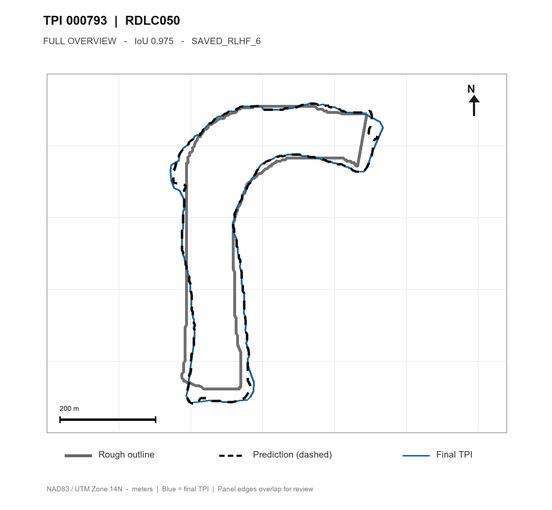 TPI 000793 | RDLC050
FULL OVERVIEW - IoU 0.975 - SAVED_RLHF_6
N
200 m
Rough outline
Prediction (dashed)
Final TPI
NAD83 / UTM Zone 14N - meters | Blue = final TPI | Panel edges overlap for review